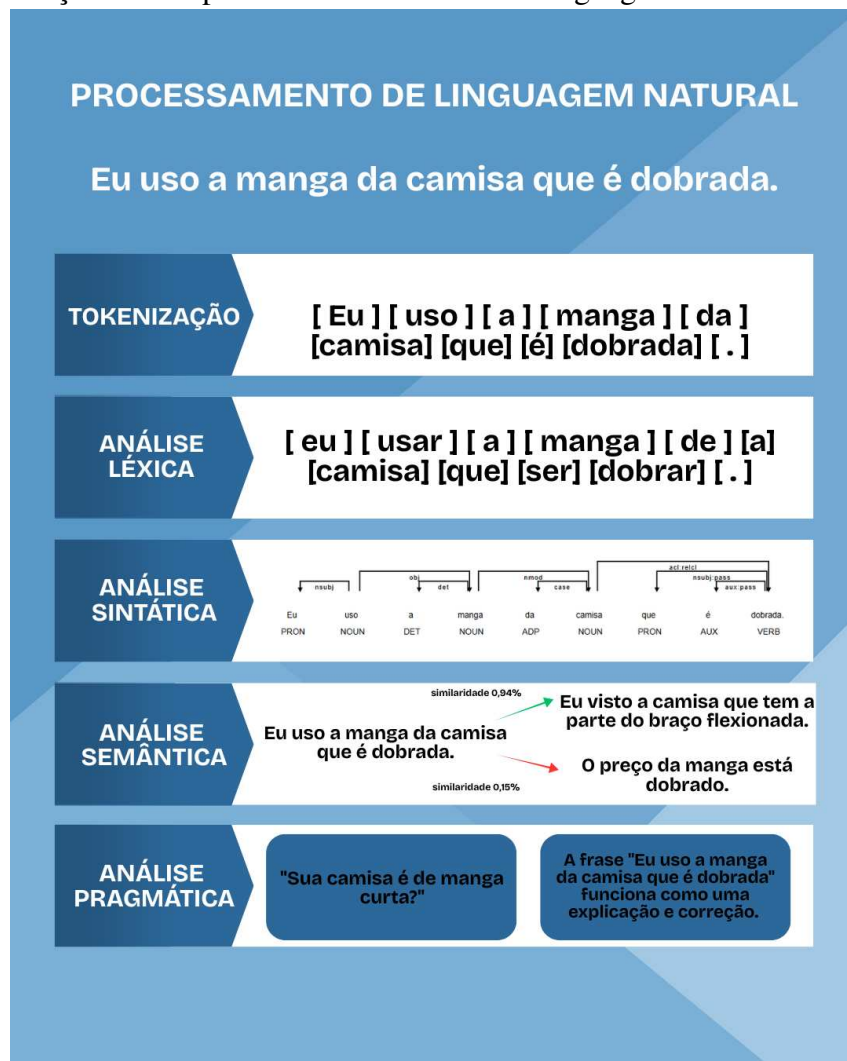 PROCESSAMENTO DE LINGUAGEM NATURAL
Eu uso a manga da camisa que é dobrada.
TOKENIZAÇÃO
[ Eu ] [ uso ] [ a ] [ manga ] [ da ]
[camisa] [que] [é] [dobrada] [ . ]
ANÁLISE
LÉXICA
[ eu ] [ usar ] [ a ] [ manga ] [ de ] [a]
[camisa] [que] [ser] [dobrar] [ . ]
ANÁLISE
SINTÁTICA
acl:relcl
obj nmod nsubj:pass
nsubj det case aux:pass
Eu uso a manga da camisa que é dobrada.
PRON NOUN DET NOUN ADP NOUN PRON AUX VERB
ANÁLISE
SEMÂNTICA
similaridade 0,94%
Eu uso a manga da camisa
que é dobrada.
similaridade 0,15%
Eu visto a camisa que tem a
parte do braço flexionada.
O preço da manga está
dobrado.
ANÁLISE
PRAGMÁTICA
"Sua camisa é de manga
curta?"
A frase "Eu uso a manga
da camisa que é dobrada"
funciona como uma
explicação e correção.